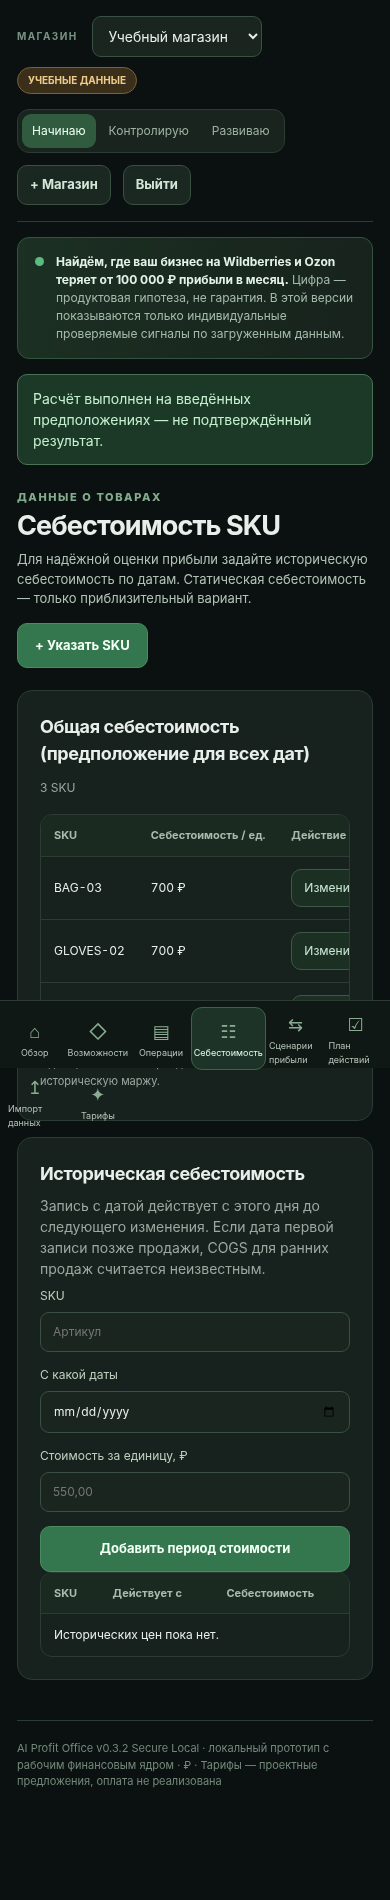 МАГАЗИН
Учебный магазин
УЧЕБНЫЕ ДАННЫЕ
Начинаю Контролирую Развиваю
+ Магазин Выйти
Найдём, где ваш бизнес на Wildberries и Ozon
теряет от 100 000 ₽ прибыли в месяц. Цифра —
продуктовая гипотеза, не гарантия. В этой версии
показываются только индивидуальные
проверяемые сигналы по загруженным данным.
Расчёт выполнен на введённых
предположениях — не подтверждённый
результат.
ДАННЫЕ О ТОВАРАХ
Себестоимость SKU
Для надёжной оценки прибыли задайте историческую
себестоимость по датам. Статическая себестоимость
— только приблизительный вариант.
+ Указать SKU
Общая себестоимость
(предположение для всех дат)
3 SKU
SKU Себестоимость / ед. Действие
BAG-03 700 ₽ Измени
GLOVES-02 700 ₽ Измени
Обзор Возможности Операции Себестоимость Сценарии прибыли План действий
историческую маржу.
Импорт данных Тарифы
Историческая себестоимость
Запись с датой действует с этого дня до
следующего изменения. Если дата первой
записи позже продажи, COGS для ранних
продаж считается неизвестным.
SKU
Артикул
С какой даты
mm/dd/yyyy
Стоимость за единицу, ₽
550,00
Добавить период стоимости
SKU Действует с Себестоимость
Исторических цен пока нет.
AI Profit Office v0.3.2 Secure Local · локальный прототип с
рабочим финансовым ядром · ₽ · Тарифы — проектные
предложения, оплата не реализована